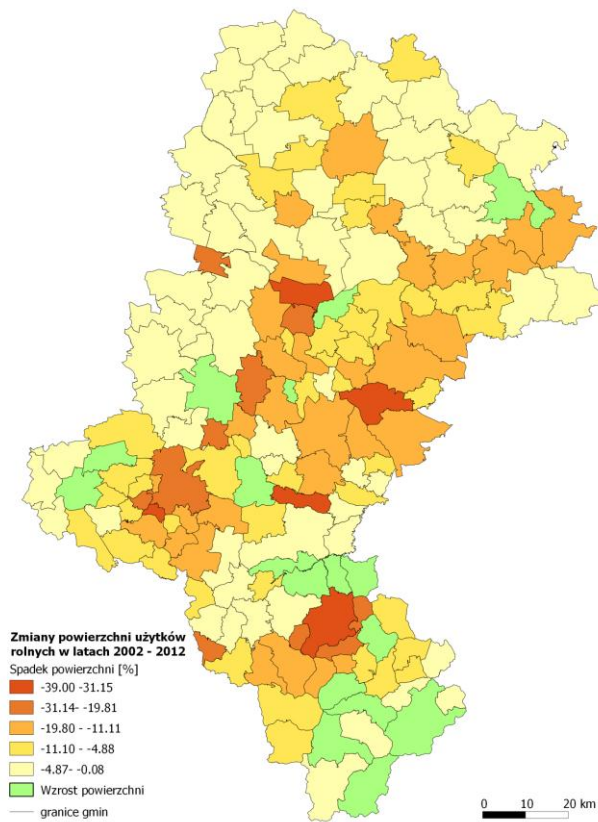 Zmiany powierzchni użytków
rolnych w latach 2002 - 2012
Spadek powierzchni [%]
-39.00 -31.15
-31.14- -19.81
-19.80 - -11.11
-11.10 - -4.88
-4.87- -0.08
Wzrost powierzchni
granice gmin
0 10 20 km